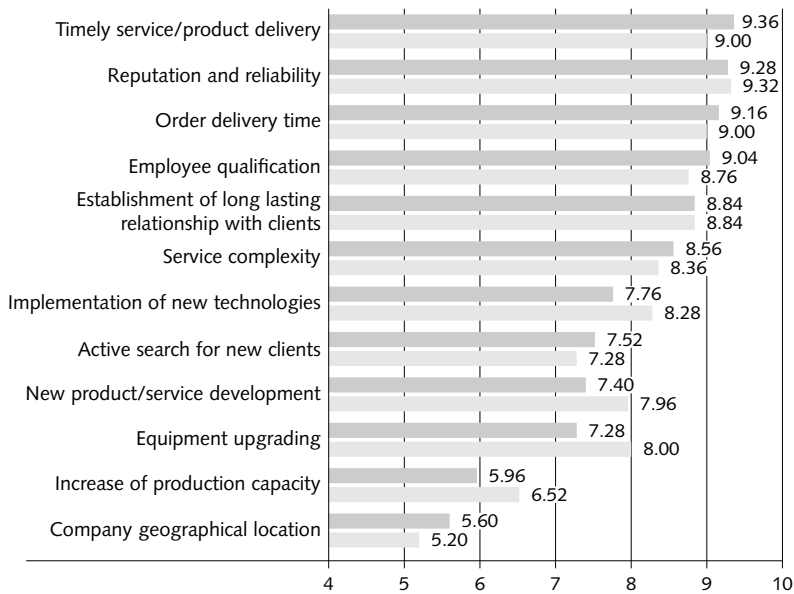 Timely service/product delivery 9.36
9.00
Reputation and reliability 9.28
9.32
Order delivery time 9.16
9.00
Employee qualification 9.04
8.76
Establishment of long lasting 8.84
relationship with clients 8.84
Service complexity 8.56
8.36
Implementation of new technologies 7.76
8.28
Active search for new clients 7.52
7.28
New product/service development 7.40
7.96
Equipment upgrading 7.28
8.00
Increase of production capacity 5.96
6.52
Company geographical location 5.60
5.20
4 5 6 7 8 9 10